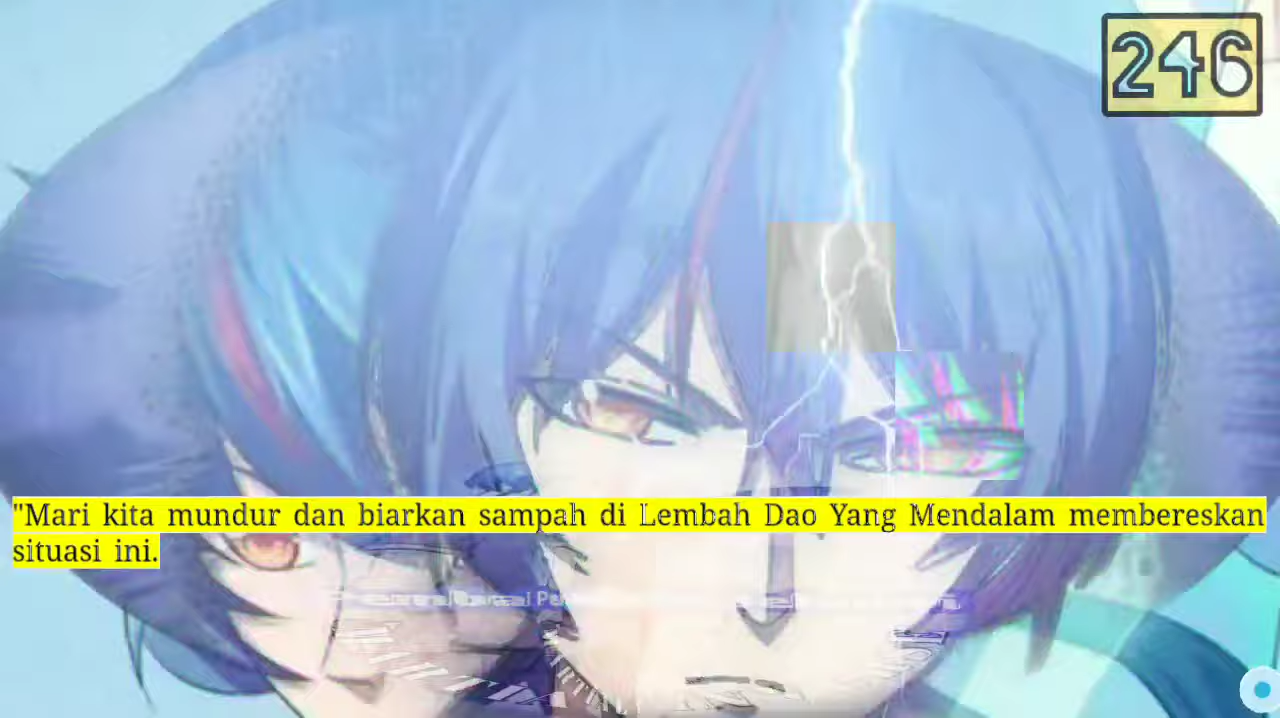 246
"Mari kita mundur dan biarkan sampah di Lembah Dao Yang Mendalam membereskan
situasi ini.